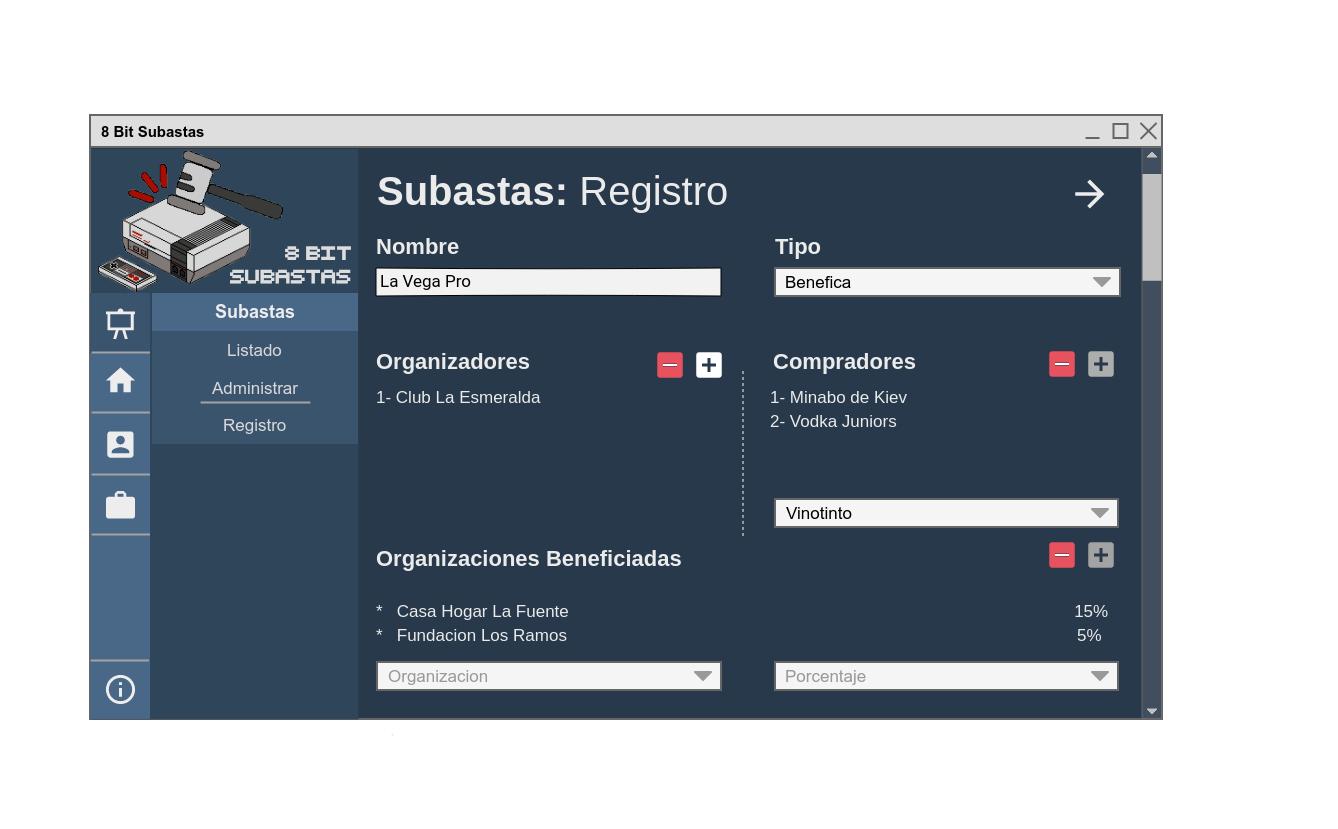 8 Bit Subastas
8 BIT
SUBASTAS
Subastas
Listado
Administrar
Registro
Subastas: Registro
Nombre
Tipo
La Vega Pro
Benefica
Organizadores
Compradores
1- Club La Esmeralda
1- Minabo de Kiev
2- Vodka Juniors
Vinotinto
Organizaciones Beneficiadas
* Casa Hogar La Fuente 15%
* Fundacion Los Ramos 5%
Organizacion
Porcentaje